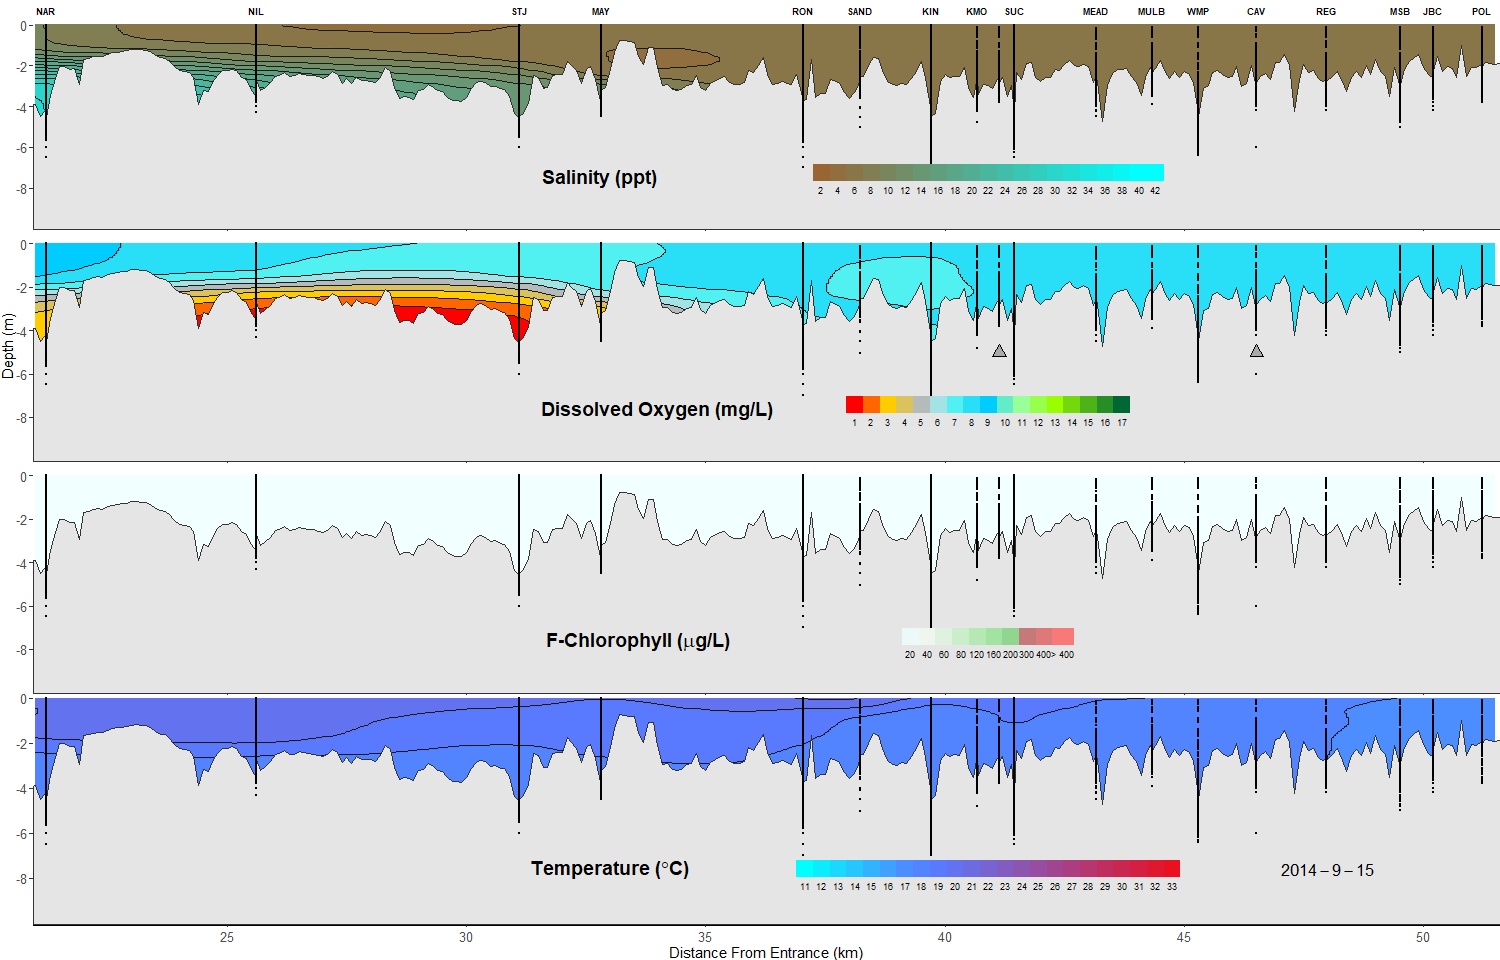 NAR NIL STJ MAY RON SAND KIN KMO SUC MEAD MULB WMP CAV REG MSB JBC POL
0
-2
-4
-6
-8
Salinity (ppt)
2 4 6 8 10 12 14 16 18 20 22 24 26 28 30 32 34 36 38 40 42
0
-2
-4
-6
-8
Dissolved Oxygen (mg/L)
1 2 3 4 5 6 7 8 9 10 11 12 13 14 15 16 17
Depth (m)
0
-2
-4
-6
-8
F-Chlorophyll (μg/L)
20 40 60 80 120 160 200 300 400> 400
0
-2
-4
-6
-8
Temperature (°C)
11 12 13 14 15 16 17 18 19 20 21 22 23 24 25 26 27 28 29 30 31 32 33
2014 – 9 – 15
25 30 35 40 45 50
Distance From Entrance (km)